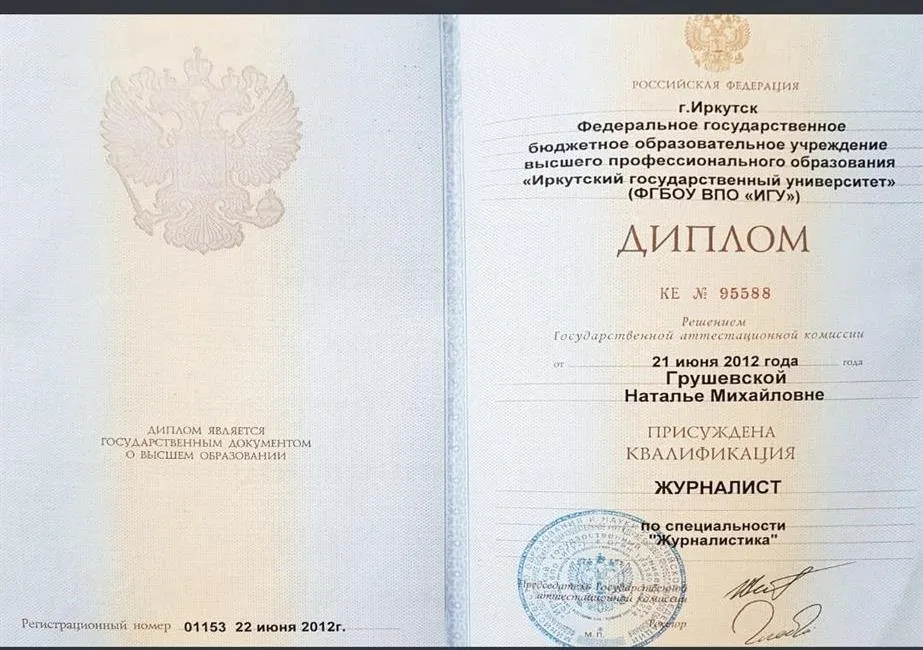 ДИПЛОМ ЯВЛЯЕТСЯ
ГОСУДАРСТВЕННЫМ ДОКУМЕНТОМ
О ВЫСШЕМ ОБРАЗОВАНИИ
Регистрационный номер 01153 22 июня 2012г.
РОССИЙСКАЯ ФЕДЕРАЦИЯ
г.Иркутск
Федеральное государственное
бюджетное образовательное учреждение
высшего профессионального образования
«Иркутский государственный университет»
(ФГБОУ ВПО «ИГУ»)
ДИПЛОМ
КЕ № 95588
Решением
Государственной аттестационной комиссии
от 21 июня 2012 года года
Грушевской
Наталье Михайловне
ПРИСУЖДЕНА
КВАЛИФИКАЦИЯ
ЖУРНАЛИСТ
по специальности
"Журналистика"
Председатель Государственной
аттестационной комиссии
Ректор
М.П.